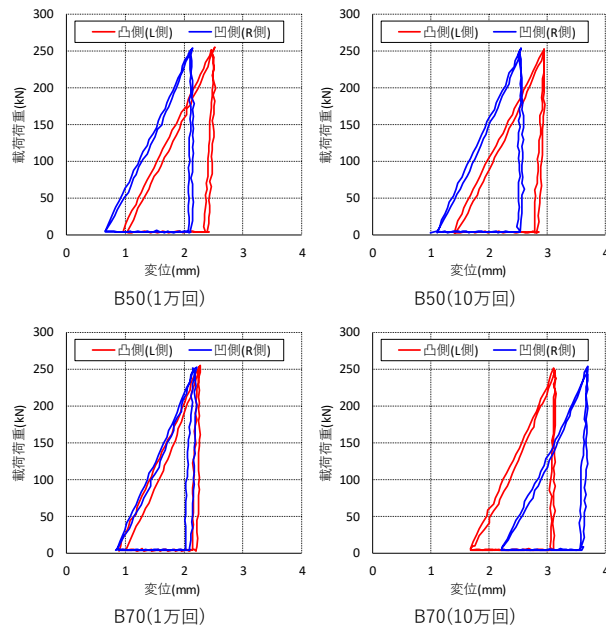 凸側(L側) 凹側(R側)
300
250
200
150
100
50
0
載荷荷重(kN)
0 1 2 3 4
変位(mm)
B50(1万回)
凸側(L側) 凹側(R側)
300
250
200
150
100
50
0
載荷荷重(kN)
0 1 2 3 4
変位(mm)
B50(10万回)
凸側(L側) 凹側(R側)
300
250
200
150
100
50
0
載荷荷重(kN)
0 1 2 3 4
変位(mm)
B70(1万回)
凸側(L側) 凹側(R側)
300
250
200
150
100
50
0
載荷荷重(kN)
0 1 2 3 4
変位(mm)
B70(10万回)